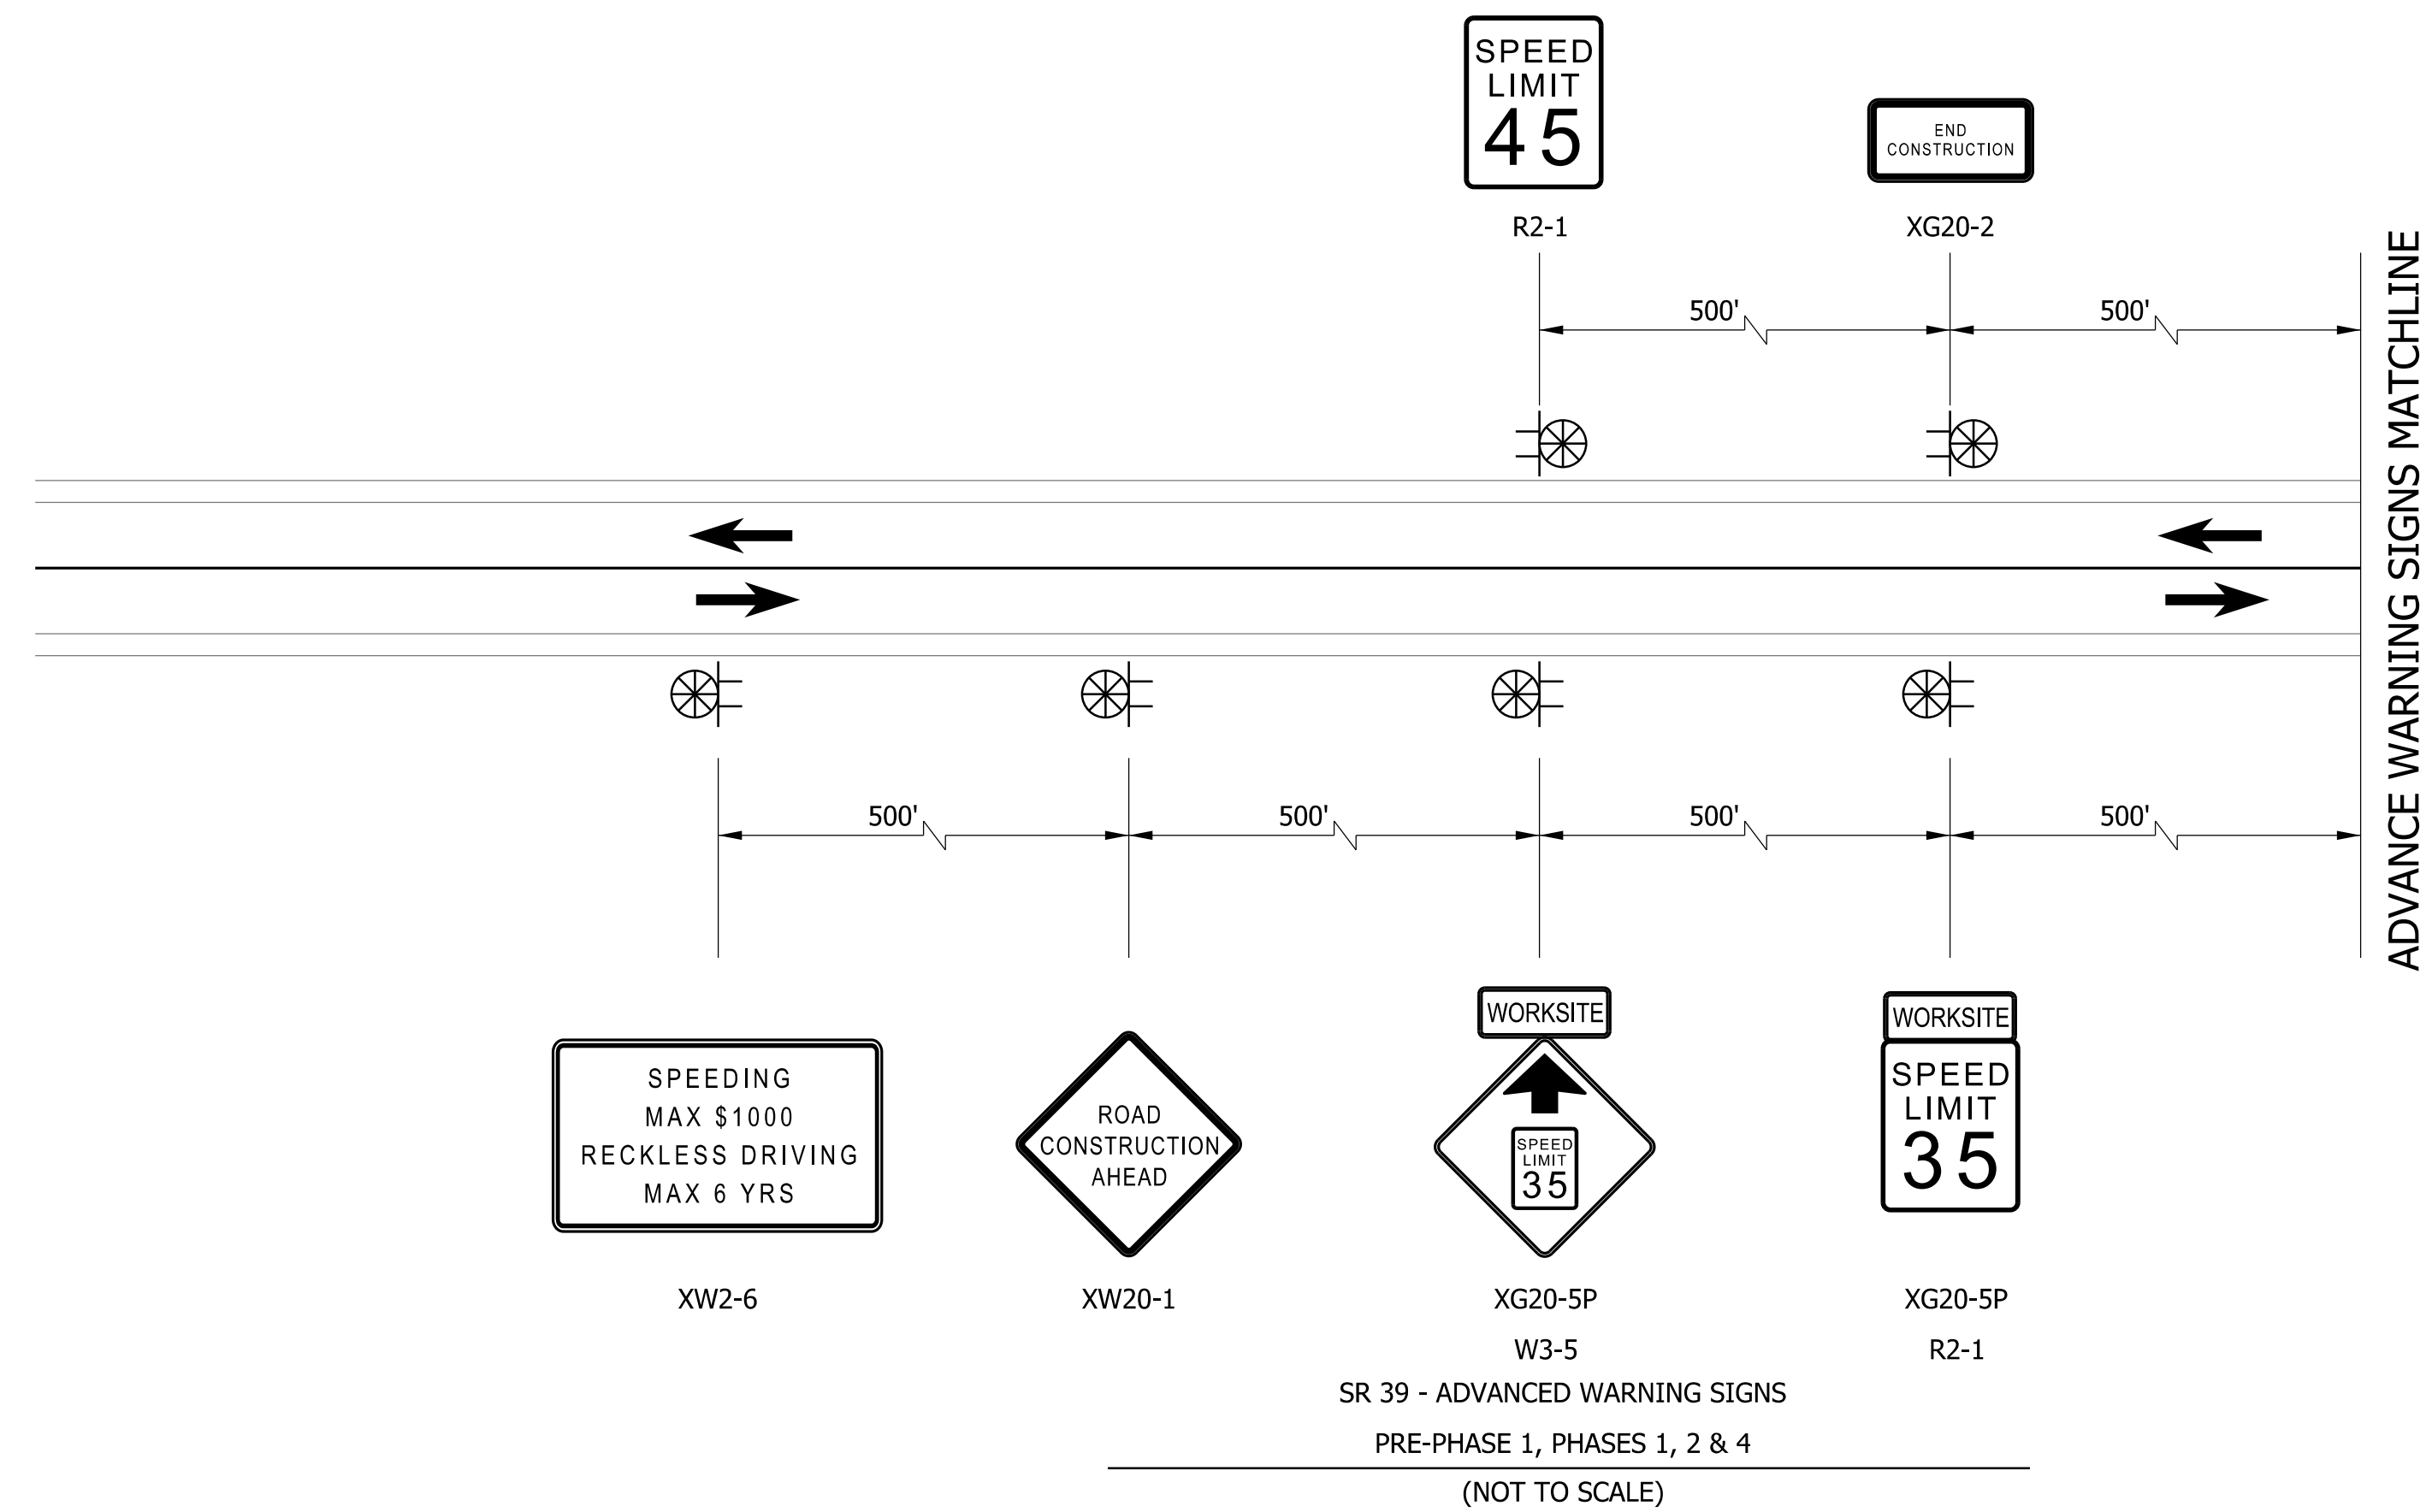 SPEED
LIMIT
45
R2-1
END
CONSTRUCTION
XG20-2
500'
500'
ADVANCE WARNING SIGNS MATCHLINE
500'
500'
500'
500'
SPEEDING
MAX $1000
RECKLESS DRIVING
MAX 6 YRS
XW2-6
ROAD
CONSTRUCTION
AHEAD
XW20-1
WORKSITE
SPEED
LIMIT
35
XG20-5P
W3-5
WORKSITE
SPEED
LIMIT
35
XG20-5P
R2-1
SR 39 - ADVANCED WARNING SIGNS
PRE-PHASE 1, PHASES 1, 2 & 4
(NOT TO SCALE)